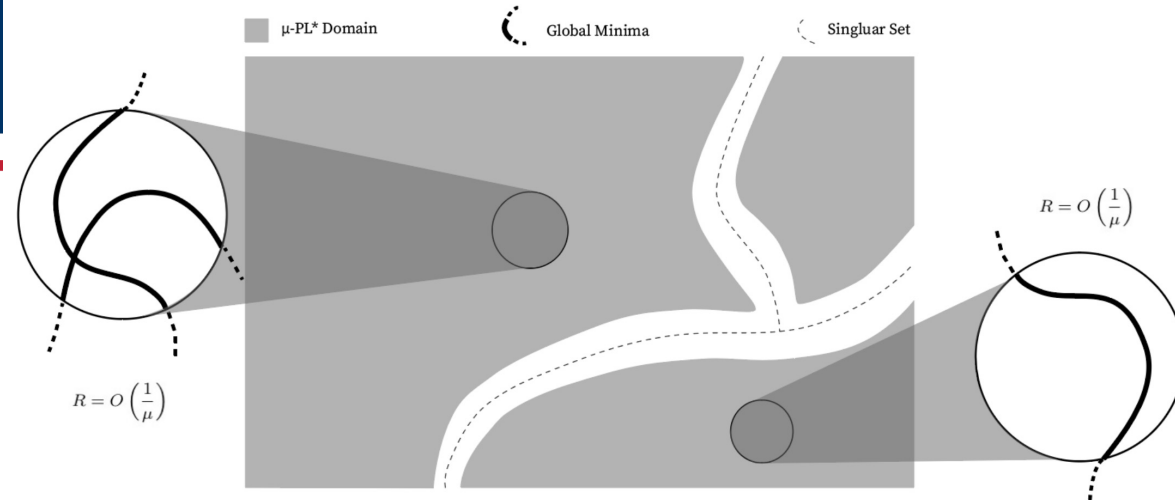 μ-PL* Domain
Global Minima
Singluar Set
R = O (1/μ)
R = O (1/μ)